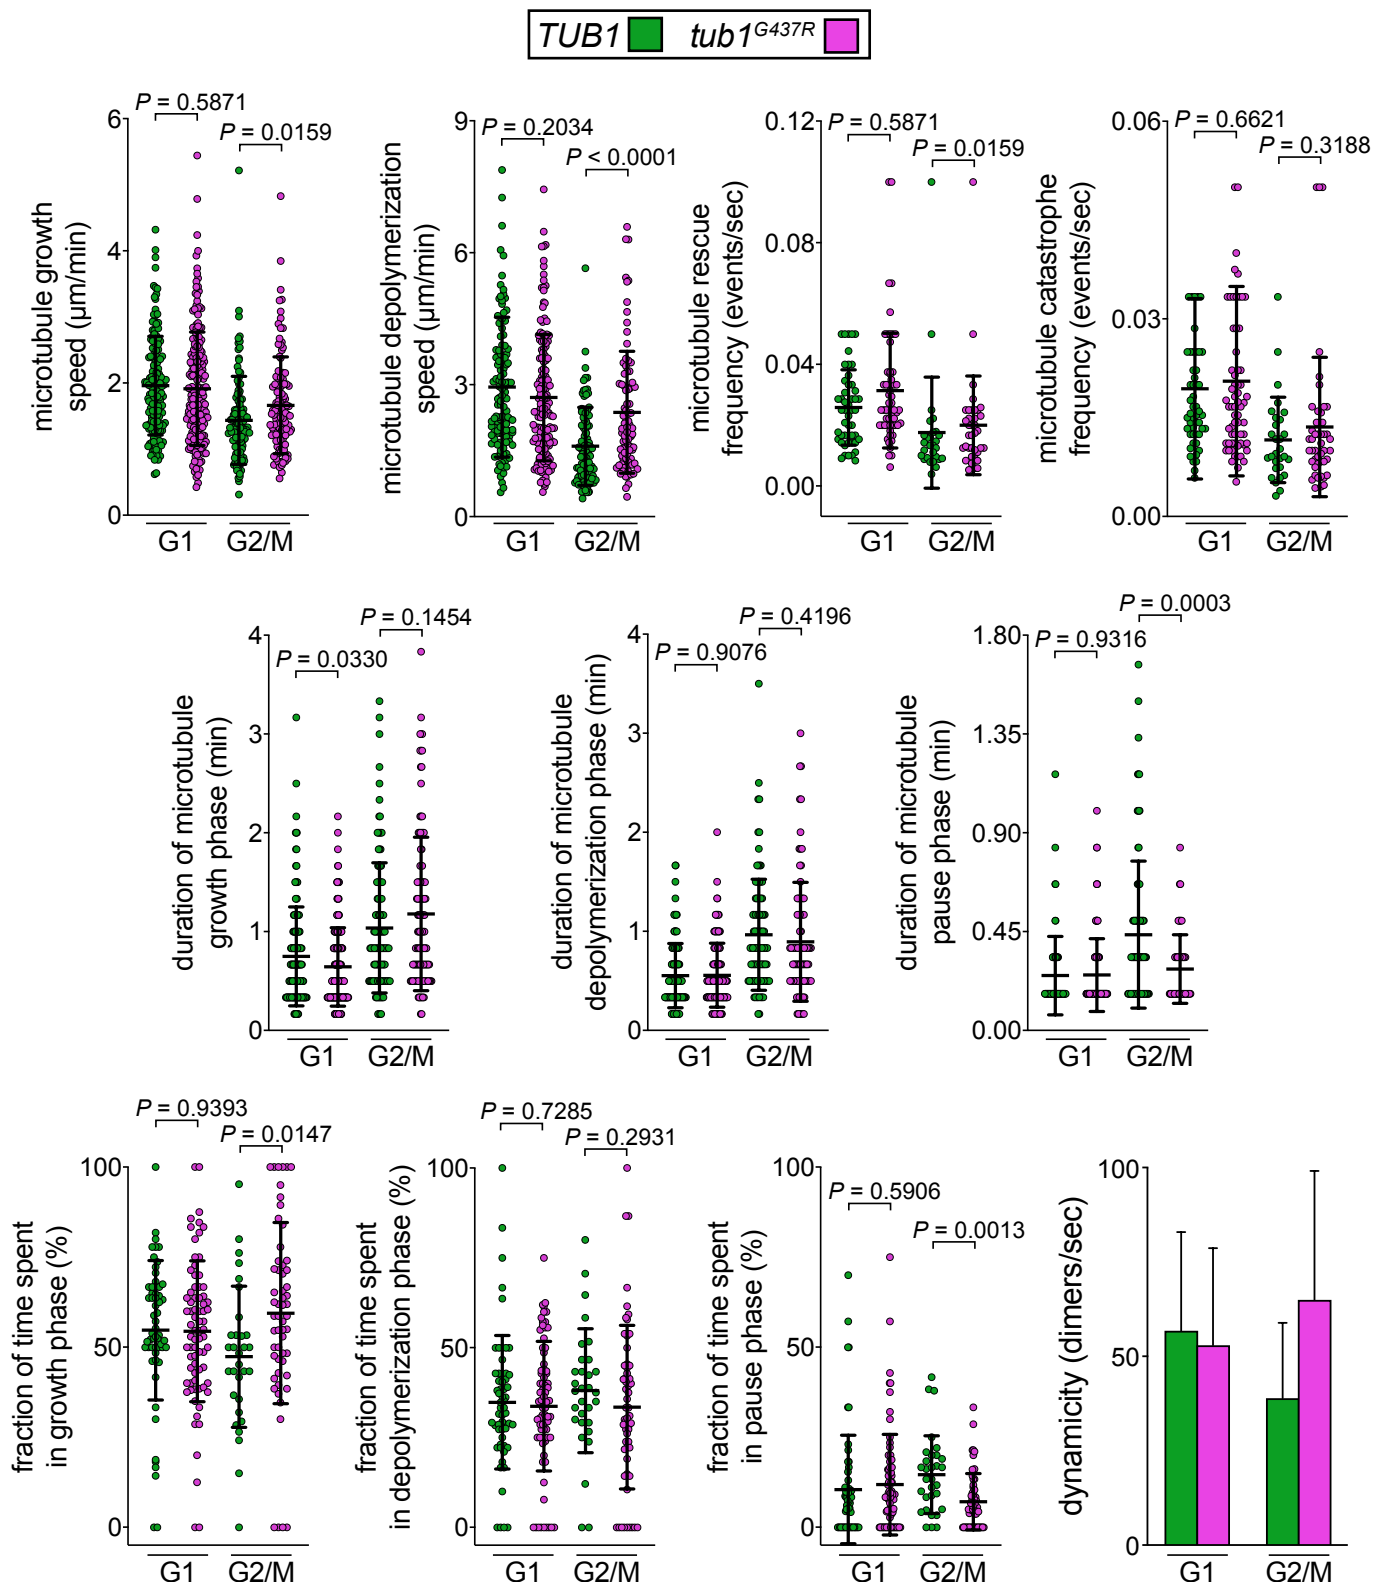 TUB1 tub1G437R
P = 0.5871
P = 0.0159
6
4
2
0
microtubule growth
speed (µm/min)
G1 G2/M
P = 0.2034
P < 0.0001
9
6
3
0
microtubule depolymerization
speed (µm/min)
G1 G2/M
P = 0.5871
P = 0.0159
0.12
0.08
0.04
0.00
microtubule rescue
frequency (events/sec)
G1 G2/M
P = 0.6621
P = 0.3188
0.06
0.03
0.00
microtubule catastrophe
frequency (events/sec)
G1 G2/M
P = 0.1454
P = 0.0330
4
3
2
1
0
duration of microtubule
growth phase (min)
G1 G2/M
P = 0.4196
P = 0.9076
4
3
2
1
0
duration of microtubule
depolymerization phase (min)
G1 G2/M
P = 0.0003
P = 0.9316
1.80
1.35
0.90
0.45
0.00
duration of microtubule
pause phase (min)
G1 G2/M
P = 0.9393
P = 0.0147
100
50
0
fraction of time spent
in growth phase (%)
G1 G2/M
P = 0.7285
P = 0.2931
100
50
0
fraction of time spent
in depolymerization phase (%)
G1 G2/M
P = 0.5906
P = 0.0013
100
50
0
fraction of time spent
in pause phase (%)
G1 G2/M
100
50
0
dynamicity (dimers/sec)
G1 G2/M